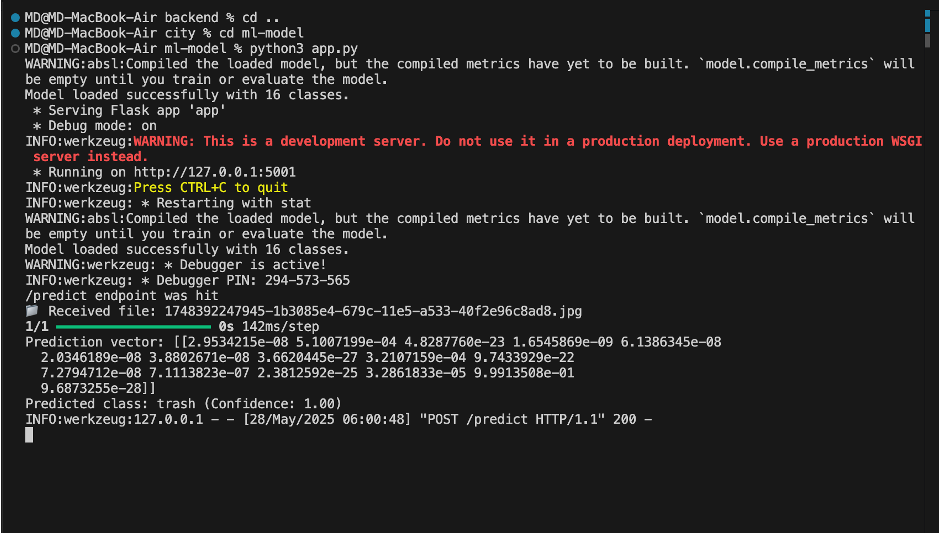 MD@MD-MacBook-Air backend % cd ..
MD@MD-MacBook-Air city % cd ml-model
MD@MD-MacBook-Air ml-model % python3 app.py
WARNING:absl:Compiled the loaded model, but the compiled metrics have yet to be built. `model.compile_metrics` will
be empty until you train or evaluate the model.
Model loaded successfully with 16 classes.
* Serving Flask app 'app'
* Debug mode: on
INFO:werkzeug:WARNING: This is a development server. Do not use it in a production deployment. Use a production WSGI
server instead.
* Running on http://127.0.0.1:5001
INFO:werkzeug:Press CTRL+C to quit
INFO:werkzeug: * Restarting with stat
WARNING:absl:Compiled the loaded model, but the compiled metrics have yet to be built. `model.compile_metrics` will
be empty until you train or evaluate the model.
Model loaded successfully with 16 classes.
WARNING:werkzeug: * Debugger is active!
INFO:werkzeug: * Debugger PIN: 294-573-565
/predict endpoint was hit
Received file: 1748392247945-1b3085e4-679c-11e5-a533-40f2e96c8ad8.jpg
1/1 0s 142ms/step
Prediction vector: [[2.9534215e-08 5.1007199e-04 4.8287760e-23 1.6545869e-09 6.1386345e-08
2.0346189e-08 3.8802671e-08 3.6620445e-27 3.2107159e-04 9.7433929e-22
7.2794712e-08 7.1113823e-07 2.3812592e-25 3.2861833e-05 9.9913508e-01
9.6873255e-28]]
Predicted class: trash (Confidence: 1.00)
INFO:werkzeug:127.0.0.1 - - [28/May/2025 06:00:48] "POST /predict HTTP/1.1" 200 -